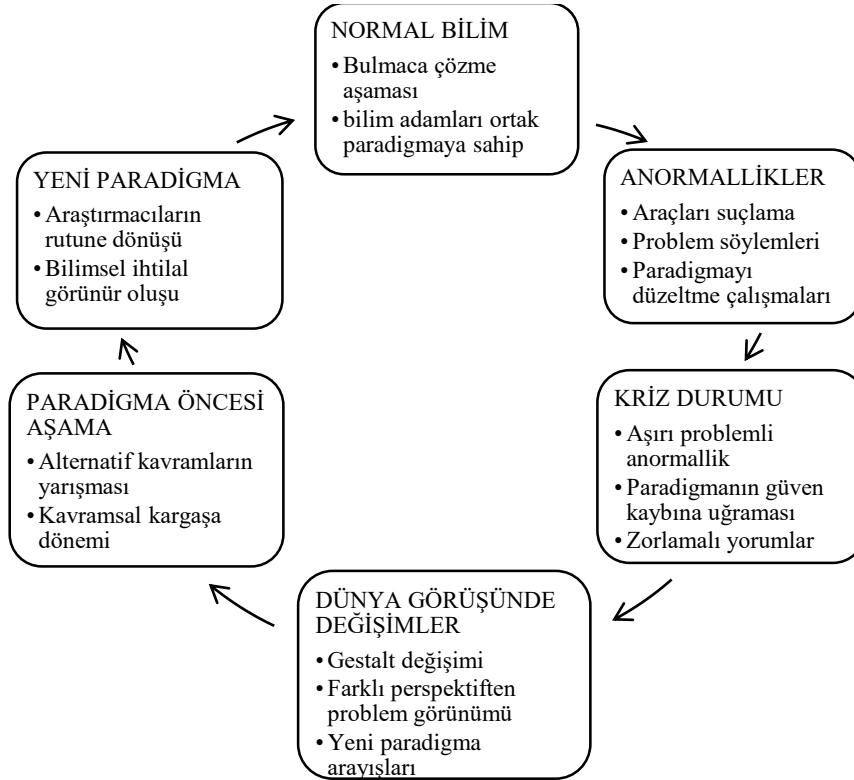 NORMAL BİLİM
• Bulmaca çözme
aşaması
• bilim adamları ortak
paradigmaya sahip
ANORMALLİKLER
• Araçları suçlama
• Problem söylemleri
• Paradigmayı
düzeltme çalışmaları
KRİZ DURUMU
• Aşırı problemli
anormallik
• Paradigmanın güven
kaybına uğraması
• Zorlamalı yorumlar
DÜNYA GÖRÜŞÜNDE
DEĞİŞİMLER
• Gestalt değişimi
• Farklı perspektiften
problem görünümü
• Yeni paradigma
arayışları
PARADİGMA ÖNCESİ
AŞAMA
• Alternatif kavramların
yarışması
• Kavramsal kargaşa
dönemi
YENİ PARADİGMA
• Araştırmacıların
rutune dönüşü
• Bilimsel ihtilal
görünür oluşu